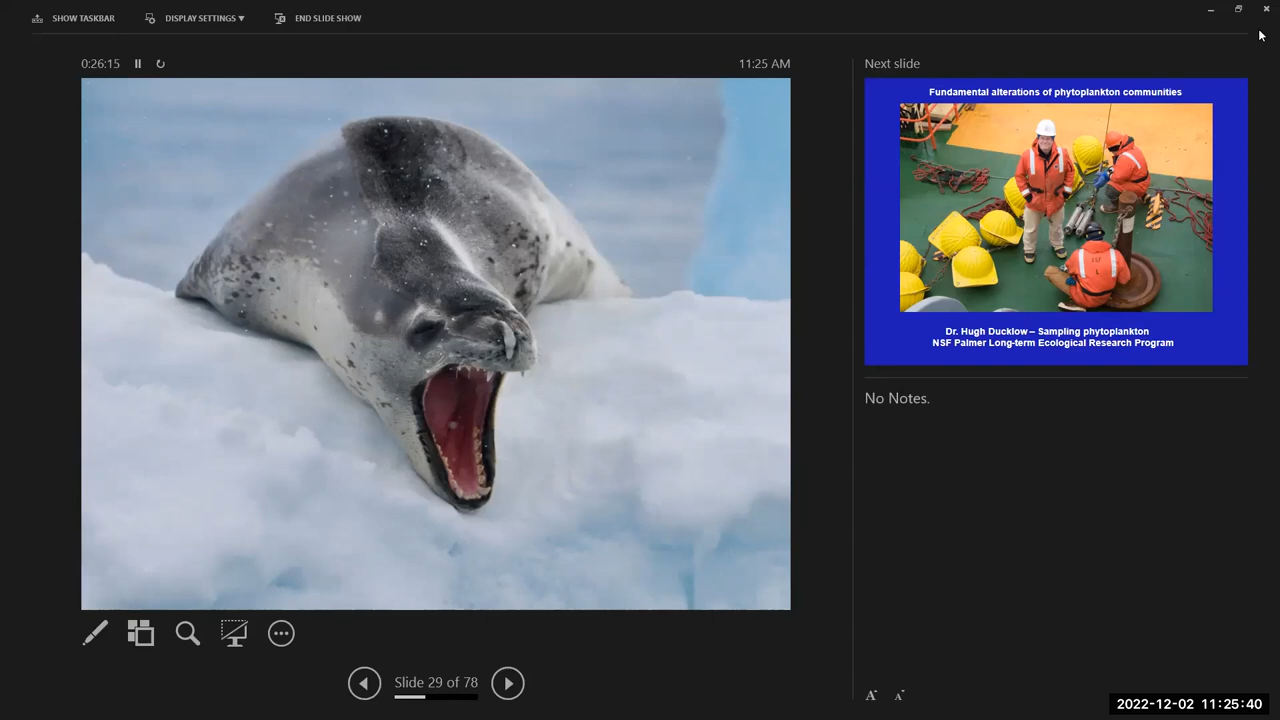 SHOW TASKBAR
DISPLAY SETTINGS ▼
END SLIDE SHOW
0:26:15
11:25 AM
Next slide
Fundamental alterations of phytoplankton communities
Dr. Hugh Ducklow – Sampling phytoplankton
NSF Palmer Long-term Ecological Research Program
No Notes.
Slide 29 of 78
A A
2022-12-02 11:25:40